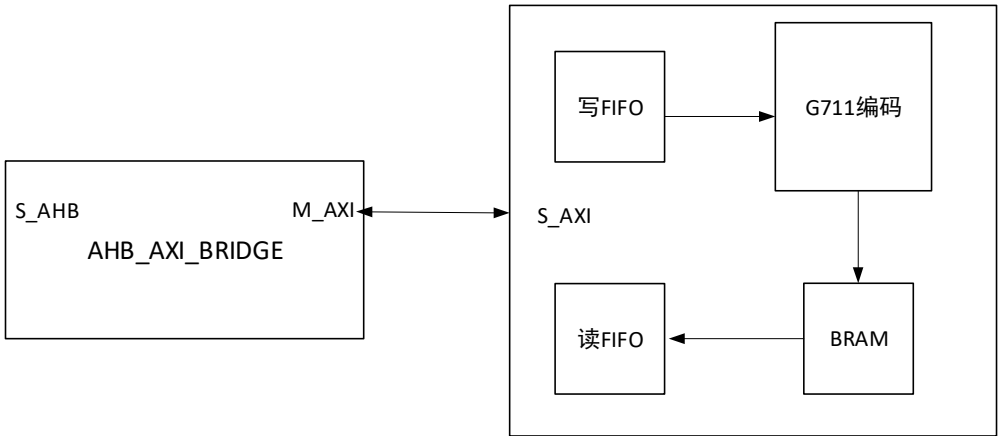 写FIFO
G711编码
S_AHB
M_AXI
AHB_AXI_BRIDGE
S_AXI
读FIFO
BRAM